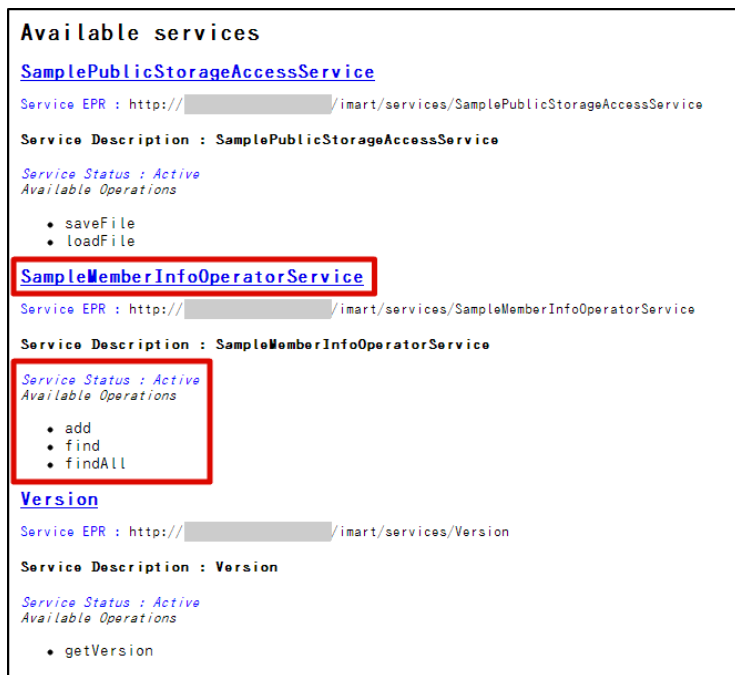 Available services
SamplePublicStorageAccessService
Service EPR : http:// /imart/services/SamplePublicStorageAccessService
Service Description : SamplePublicStorageAccessService
Service Status : Active
Available Operations
• saveFile
• loadFile
SampleMemberInfoOperatorService
Service EPR : http:// /imart/services/SampleMemberInfoOperatorService
Service Description : SampleMemberInfoOperatorService
Service Status : Active
Available Operations
• add
• find
• findAll
Version
Service EPR : http:// /imart/services/Version
Service Description : Version
Service Status : Active
Available Operations
• getVersion